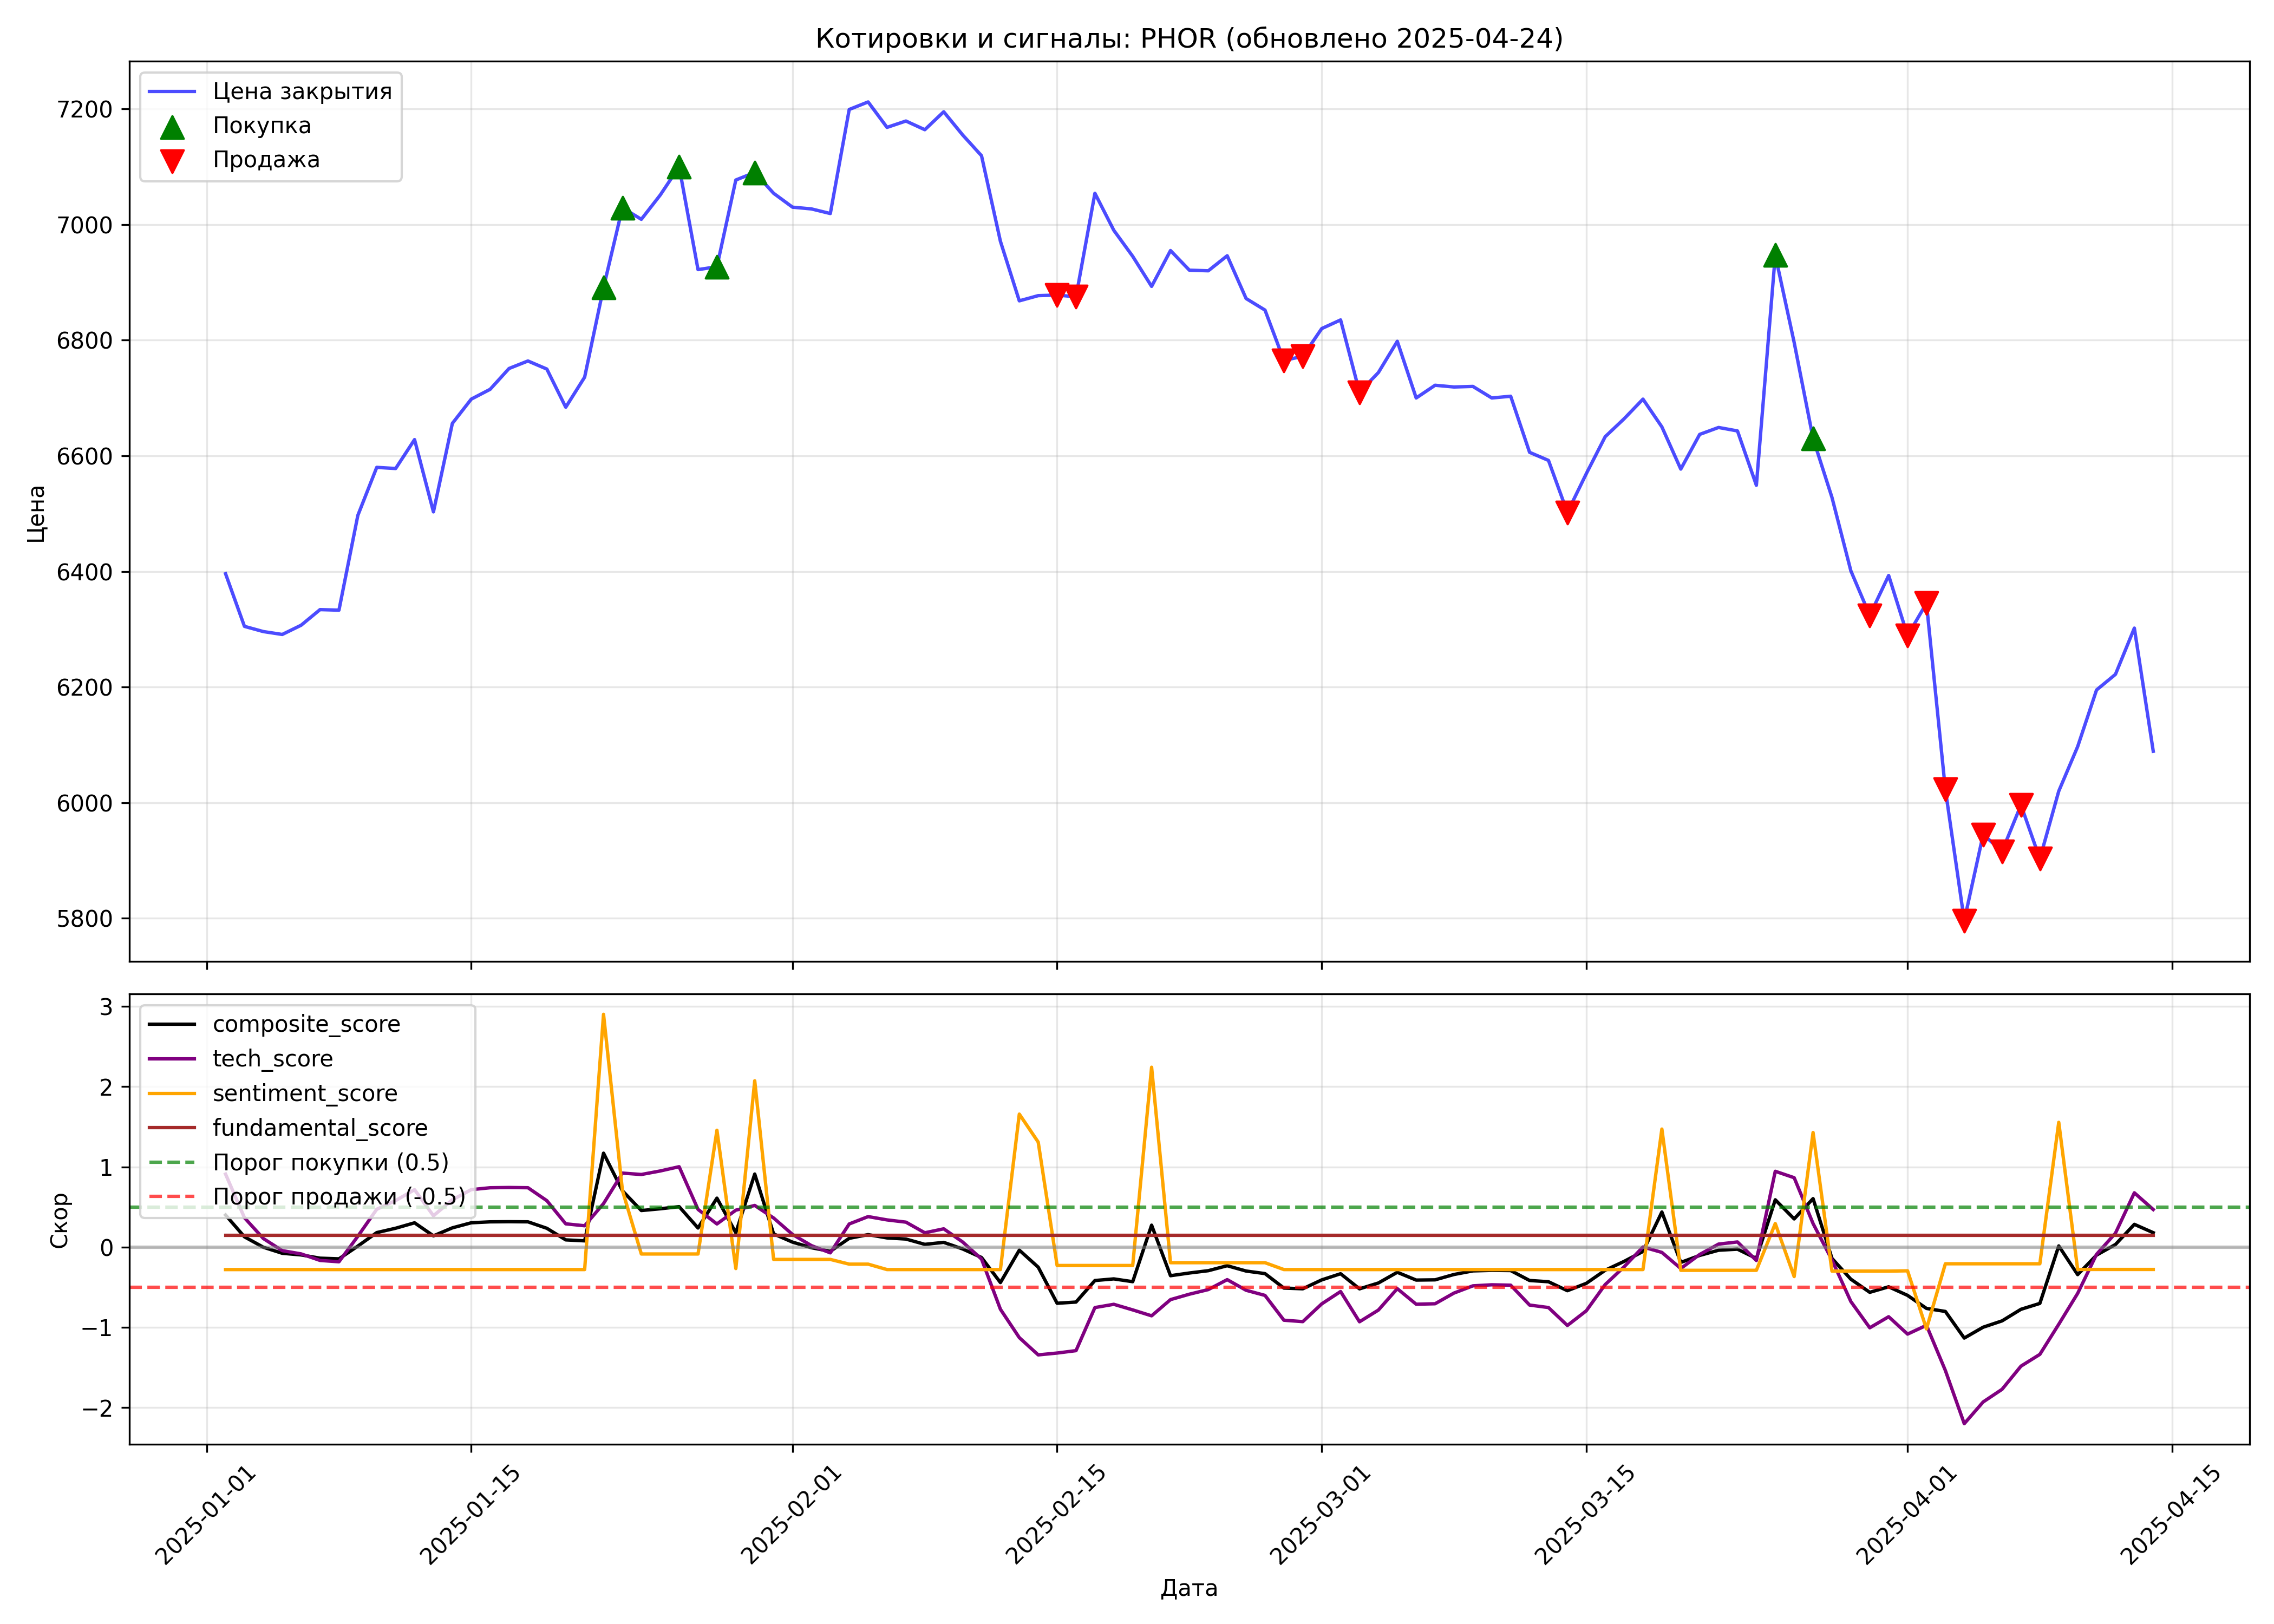 Котировки и сигналы: PHOR (обновлено 2025-04-24)
Цена закрытия
Покупка
Продажа
7200
7000
6800
6600
6400
6200
6000
5800
Цена
composite_score
tech_score
sentiment_score
fundamental_score
Порог покупки (0.5)
Порог продажи (-0.5)
3
2
1
0
−1
−2
Скор
2025-01-01
2025-01-15
2025-02-01
2025-02-15
2025-03-01
2025-03-15
2025-04-01
2025-04-15
Дата